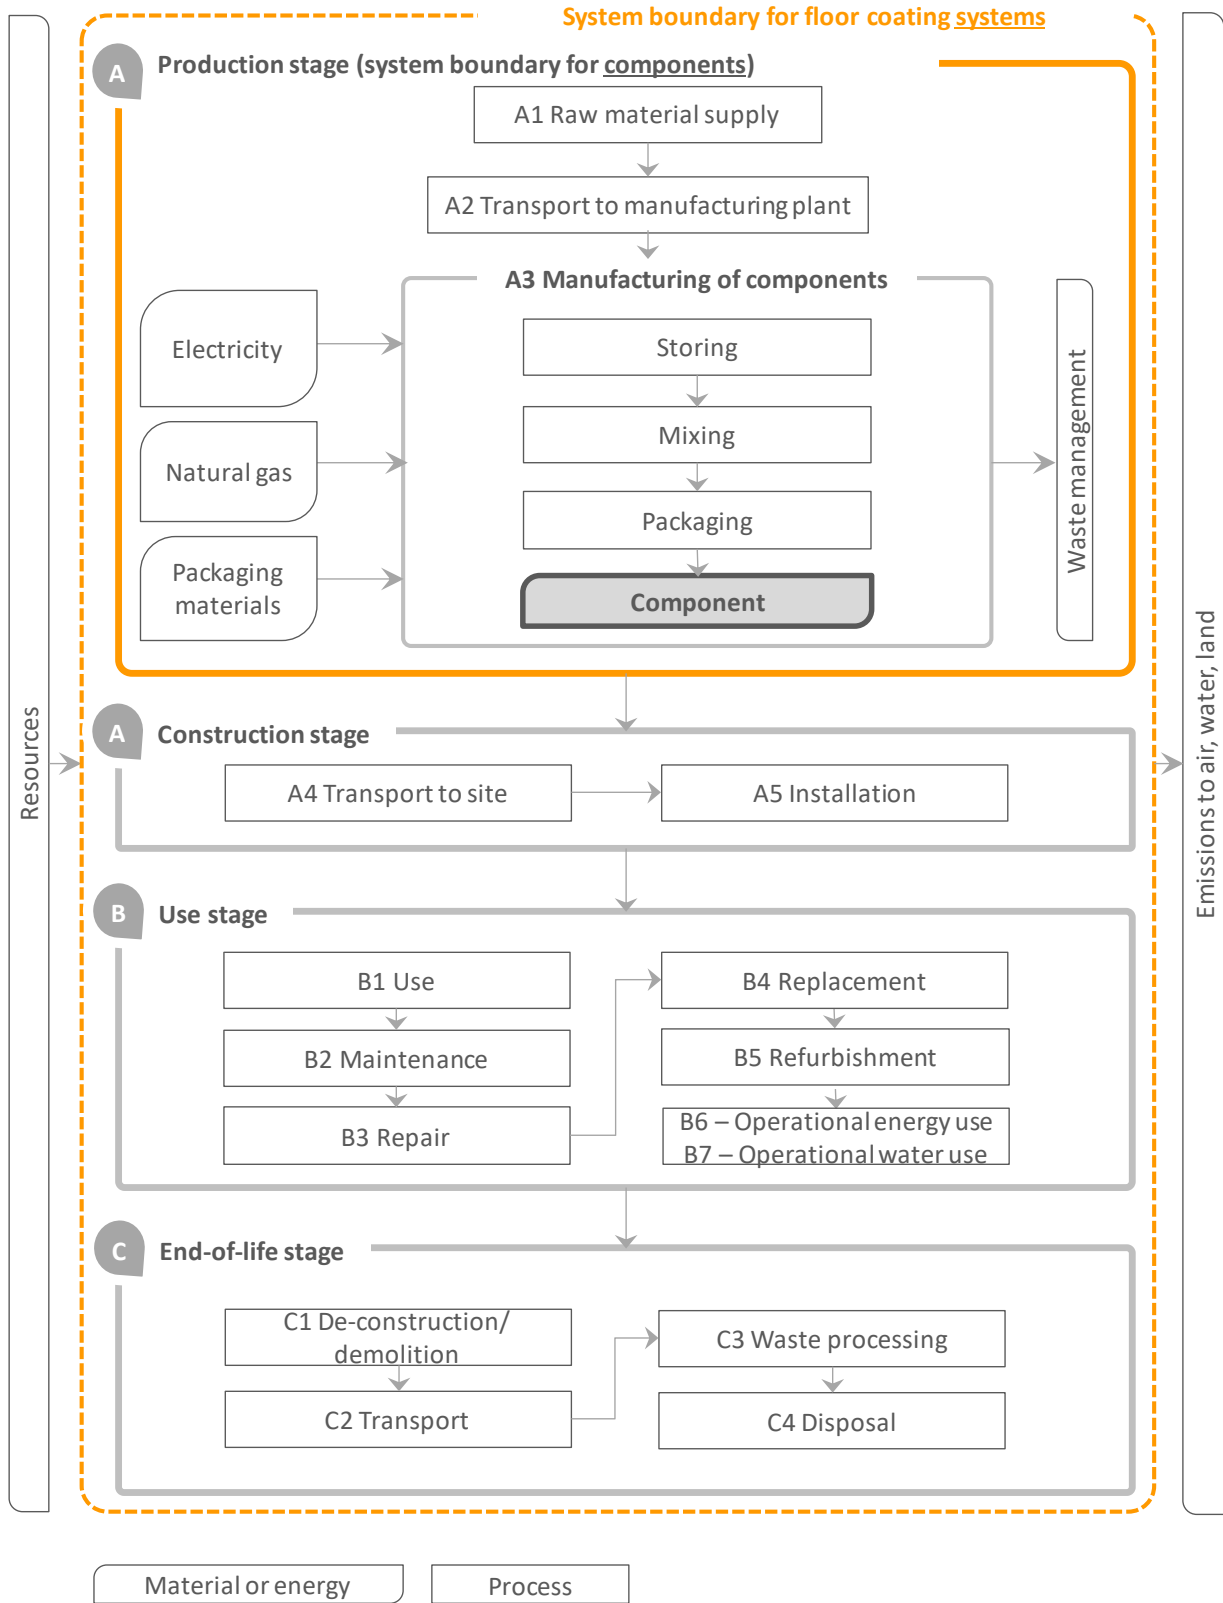 System boundary for floor coating systems
A
Production stage (system boundary for components)
A1 Raw material supply
A2 Transport to manufacturing plant
A3 Manufacturing of components
Electricity
Natural gas
Packaging
materials
Storing
Mixing
Packaging
Component
Waste management
Resources
Emissions to air, water, land
A
Construction stage
A4 Transport to site
A5 Installation
B
Use stage
B1 Use
B2 Maintenance
B3 Repair
B4 Replacement
B5 Refurbishment
B6 – Operational energy use
B7 – Operational water use
C
End-of-life stage
C1 De-construction/
demolition
C2 Transport
C3 Waste processing
C4 Disposal
Material or energy
Process